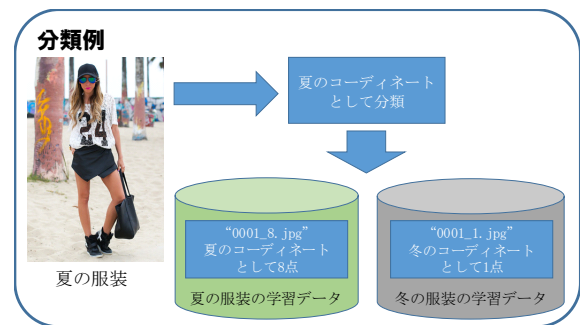 分類例
24
夏の服装
夏のコーディネート
として分類
“0001_8.jpg”
夏のコーディネート
として8点
夏の服装の学習データ
“0001_1.jpg”
冬のコーディネート
として1点
冬の服装の学習データ